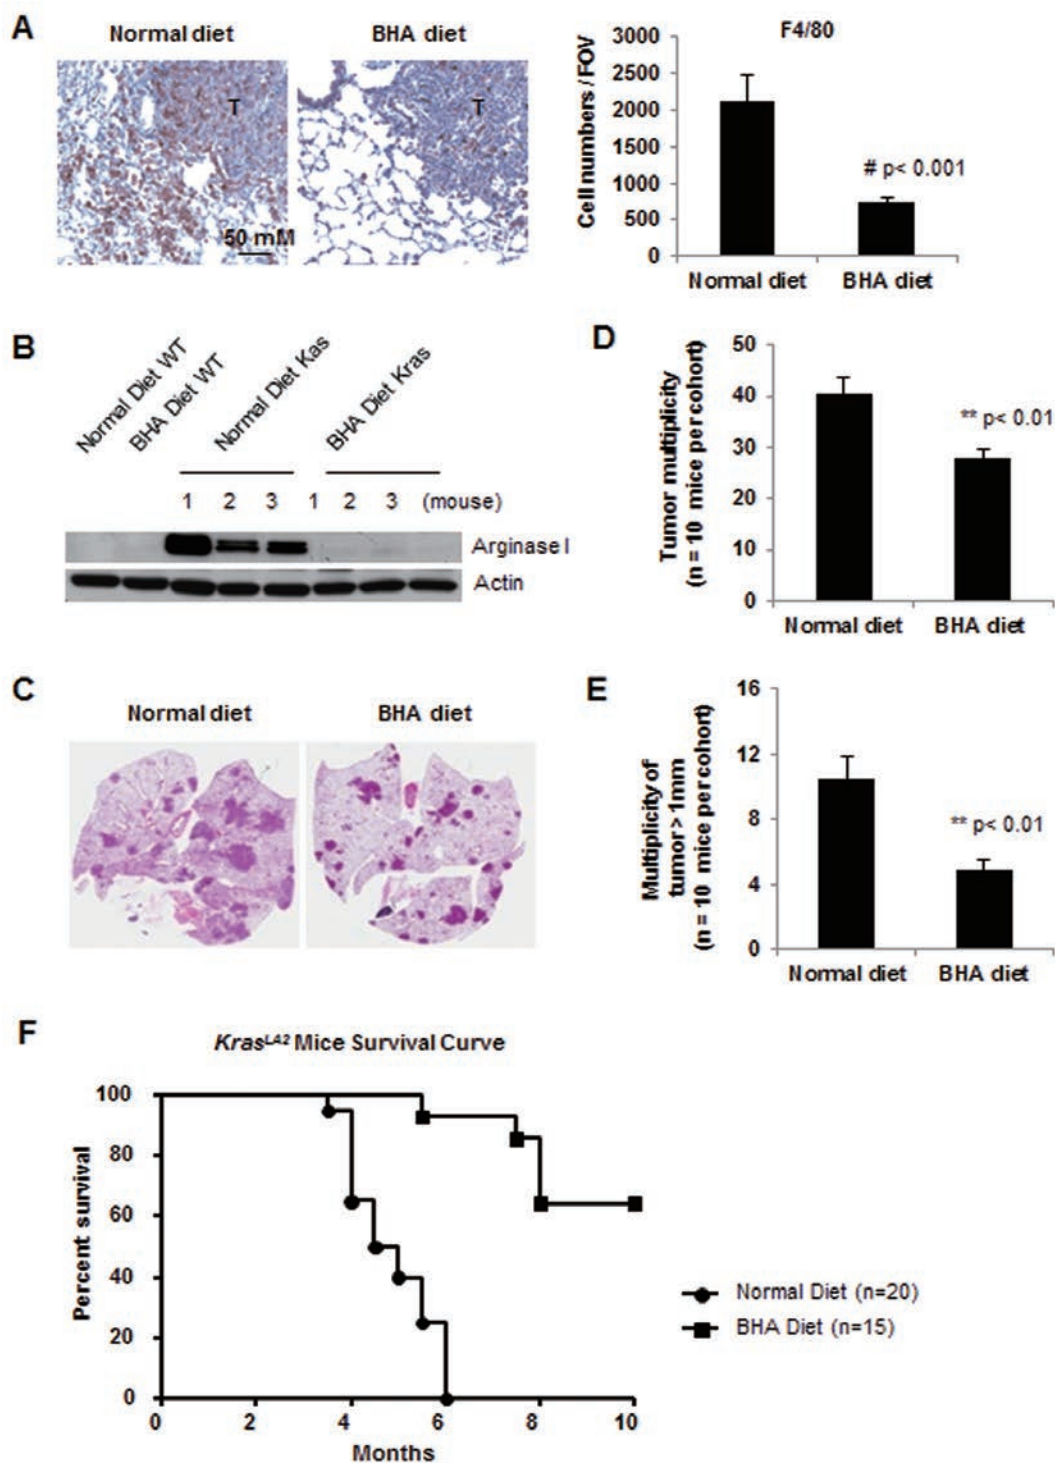 A
Normal diet
BHA diet
T
T
50 mM
F4/80
Cell numbers / FOV
3000
2500
2000
1500
1000
500
0
# p< 0.001
Normal diet
BHA diet
B
Normal Diet WT
BHA Diet WT
Normal Diet Kas
BHA Diet Kras
1 2 3 1 2 3 (mouse)
Arginase I
Actin
D
Tumor multiplicity
(n = 10 mice per cohort)
50
40
30
20
10
0
** p< 0.01
Normal diet
BHA diet
C
Normal diet
BHA diet
E
Multiplicity of
tumor > 1mm
(n = 10 mice per cohort)
16
12
8
4
0
** p< 0.01
Normal diet
BHA diet
F
KrasLA2 Mice Survival Curve
Percent survival
100
80
60
40
20
0
0 2 4 6 8 10
Months
Normal Diet (n=20)
BHA Diet (n=15)